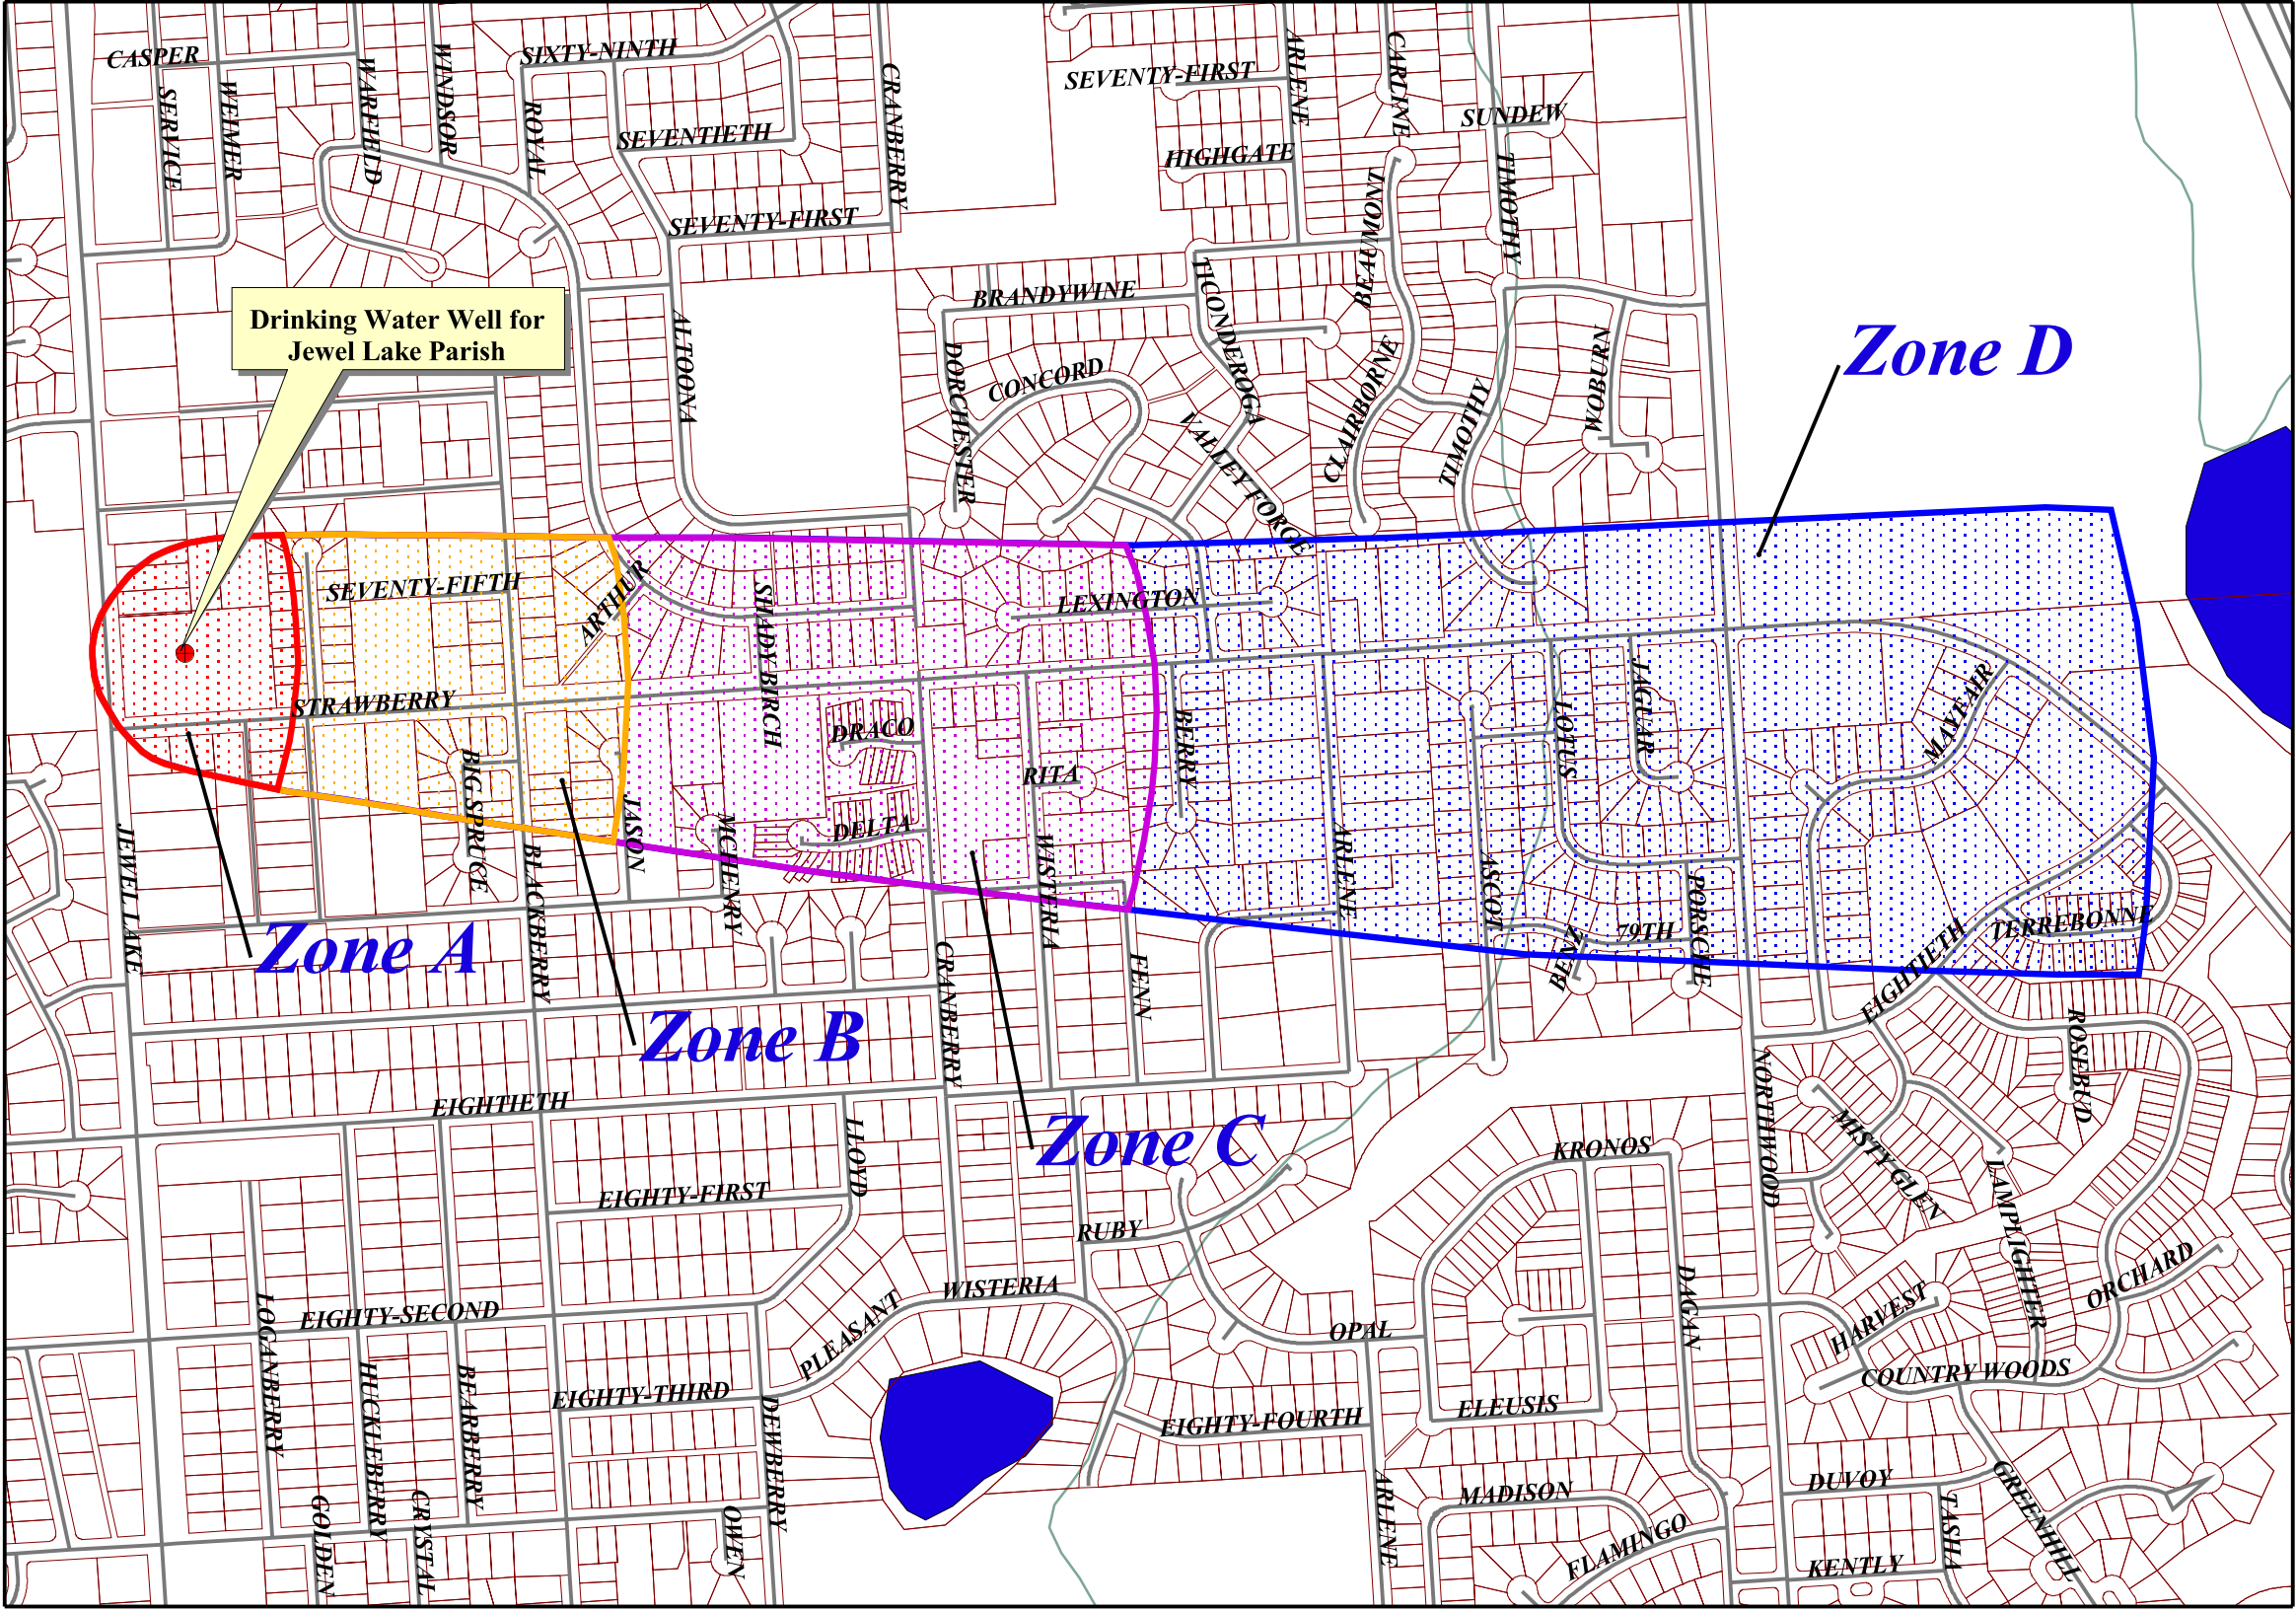 CASPER
SERVICE
WEIMER
WARFIELD
WINDSOR
SIXTY-NINTH
ROYAL
SEVENTIETH
SEVENTY-FIRST
CRANBERRY
SEVENTY-FIRST
HIGHGATE
ARLENE
CARLINE
SUNDEW
TIMOTHY
BEAUMONT
Drinking Water Well for
Jewel Lake Parish
ALTOONA
BRANDYWINE
DORCHESTER
CONCORD
TICONDEROGA
VALLEY FORGE
CLAIRBORNE
TIMOTHY
WOBURN
Zone D
SEVENTY-FIFTH
ARTHER
STRAWBERRY
SHADY BIRCH
LEXINGTON
DRACO
RITA
BERRY
LOTUS
JAGUAR
MAYFAIR
BIG SPRUCE
JASON
MCHENRY
DELTA
WISTERIA
ARLENE
ASCOT
PORSCHE
JEWEL LAKE
BLACKBERRY
CRANBERRY
FENN
BENZ
79TH
EIGHTIETH
TERREBONNE
Zone A
Zone B
Zone C
ROSEBUD
NORTHWOOD
MISTY GLEN
LAMPLIGHTER
EIGHTIETH
LLOYD
EIGHTY-FIRST
RUBY
KRONOS
DAGAN
ORCHARD
HARVEST
COUNTRY WOODS
LOGANBERRY
EIGHTY-SECOND
HUCKLEBERRY
BEARBERRY
PLEASANT
WISTERIA
OPAL
EIGHTY-THIRD
DEWBERRY
EIGHTY-FOURTH
ELEUSIS
GOLDEN
CRYSTAL
OWEN
ARLENE
MADISON
FLAMINGO
DUVOY
TASHA
GREENHILL
KENTLY